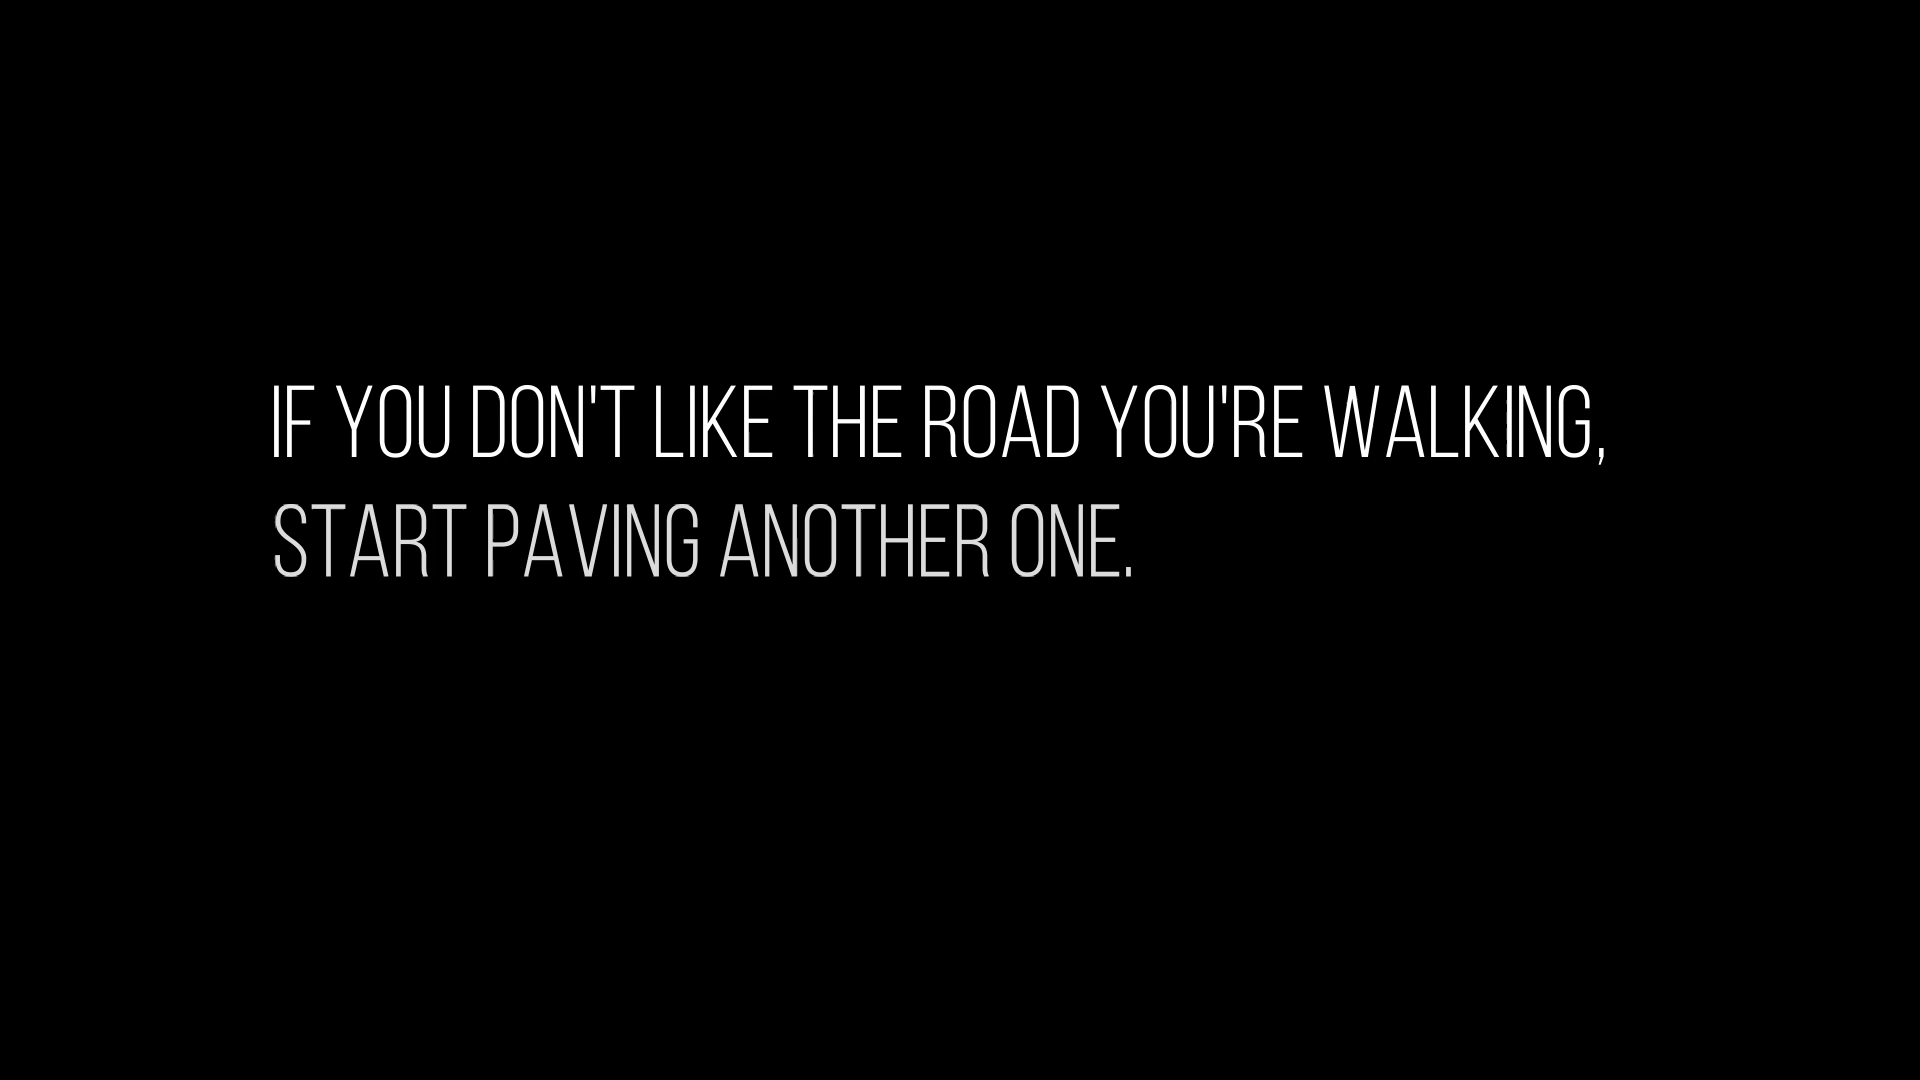 IF YOU DON'T LIKE THE ROAD YOU'RE WALKING,
START PAVING ANOTHER ONE.